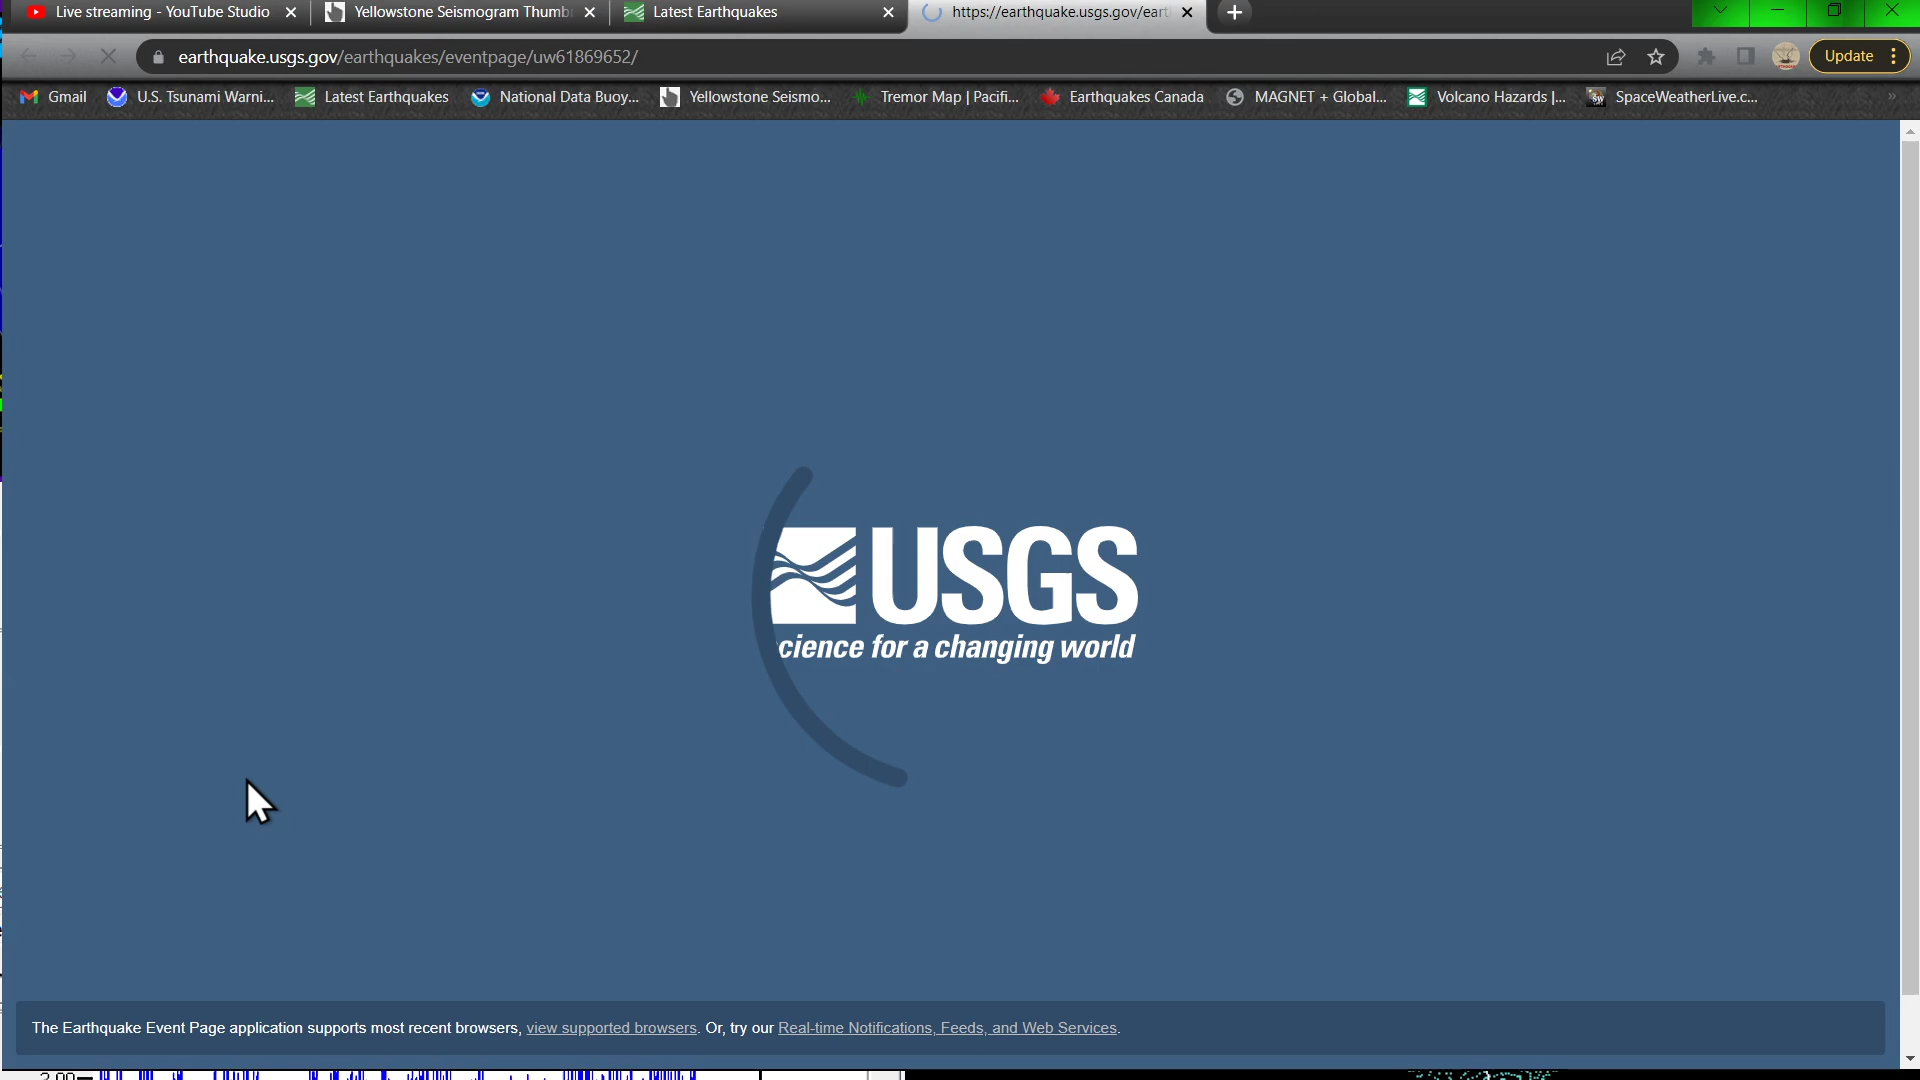 Live streaming - YouTube Studio
Yellowstone Seismogram Thumb
Latest Earthquakes
https://earthquake.usgs.gov/eart
earthquake.usgs.gov/earthquakes/eventpage/uw61869652/
Update
Gmail
U.S. Tsunami Warni...
Latest Earthquakes
National Data Buoy...
Yellowstone Seismo...
Tremor Map | Pacifi...
Earthquakes Canada
MAGNET + Global...
Volcano Hazards |...
SpaceWeatherLive.c...
USGS
cience for a changing world
The Earthquake Event Page application supports most recent browsers, view supported browsers. Or, try our Real-time Notifications, Feeds, and Web Services.